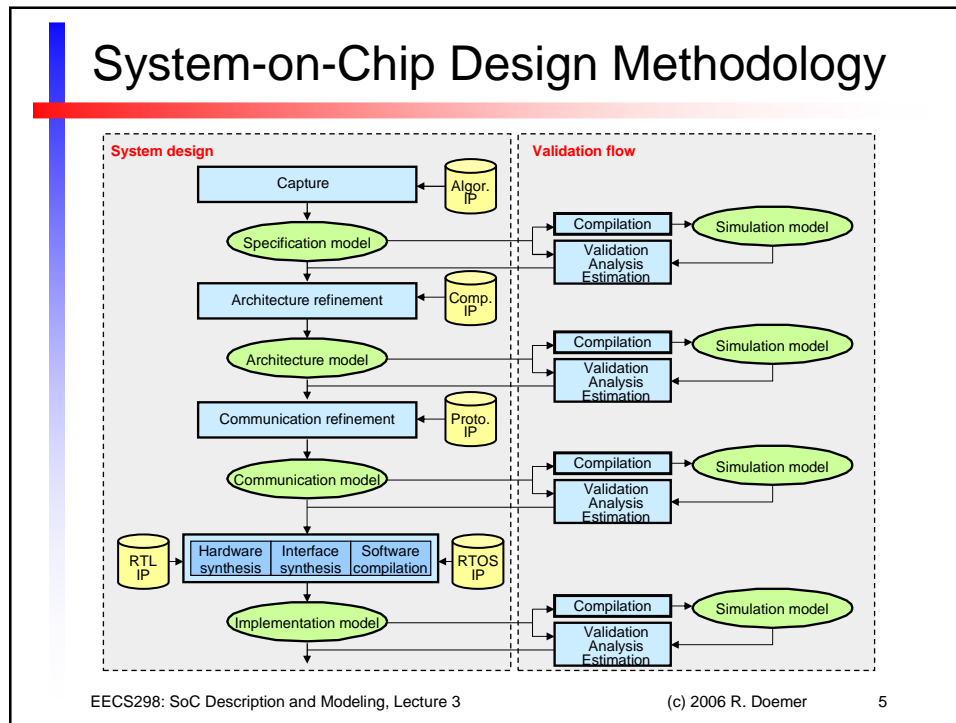 System-on-Chip Design Methodology
System design
Validation flow
Capture
Algor.
IP
Specification model
Compilation
Simulation model
Validation
Analysis
Estimation
Architecture refinement
Comp.
IP
Architecture model
Compilation
Simulation model
Validation
Analysis
Estimation
Communication refinement
Proto.
IP
Communication model
Compilation
Simulation model
Validation
Analysis
Estimation
RTL
IP
Hardware
synthesis
Interface
synthesis
Software
compilation
RTOS
IP
Implementation model
Compilation
Simulation model
Validation
Analysis
Estimation
EECS298: SoC Description and Modeling, Lecture 3
(c) 2006 R. Doemer
5